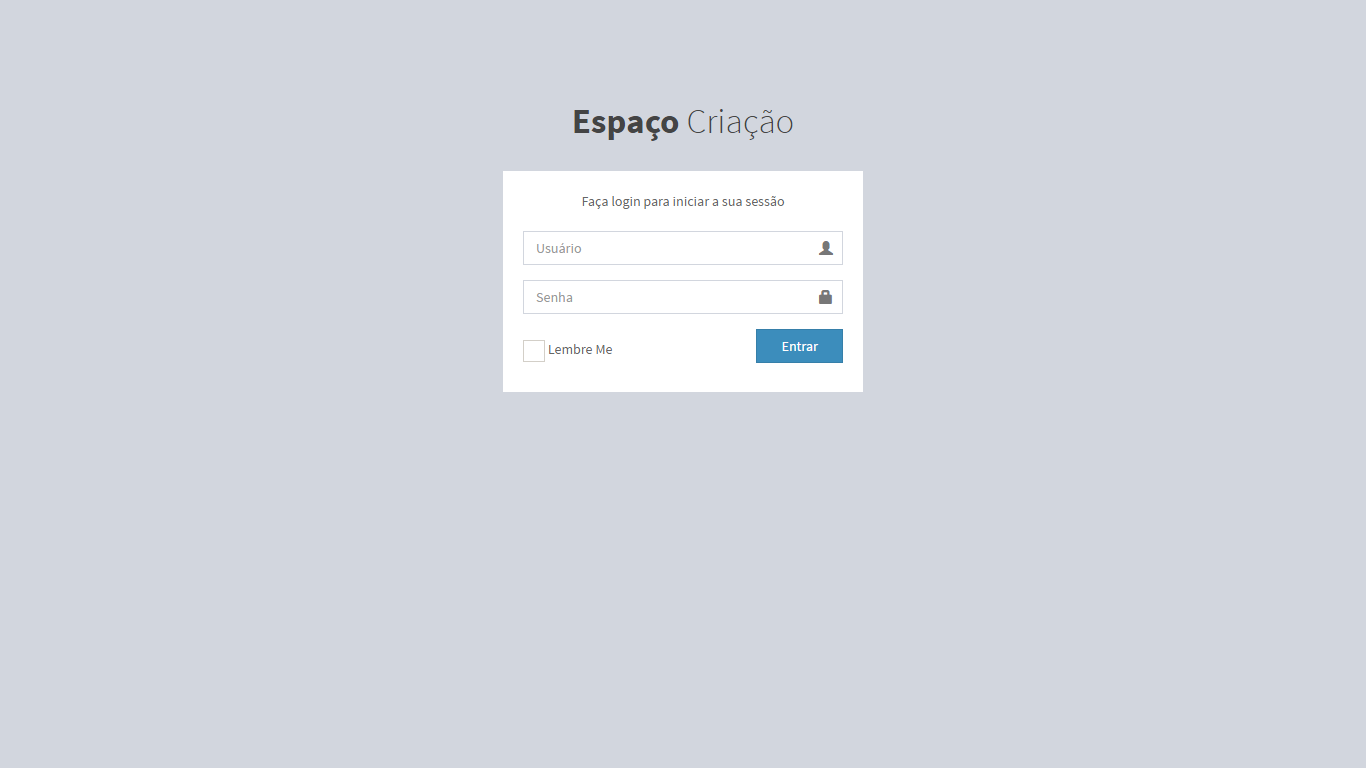 Espaço Criação
Faça login para iniciar a sua sessão
Usuário
Senha
Lembre Me
Entrar